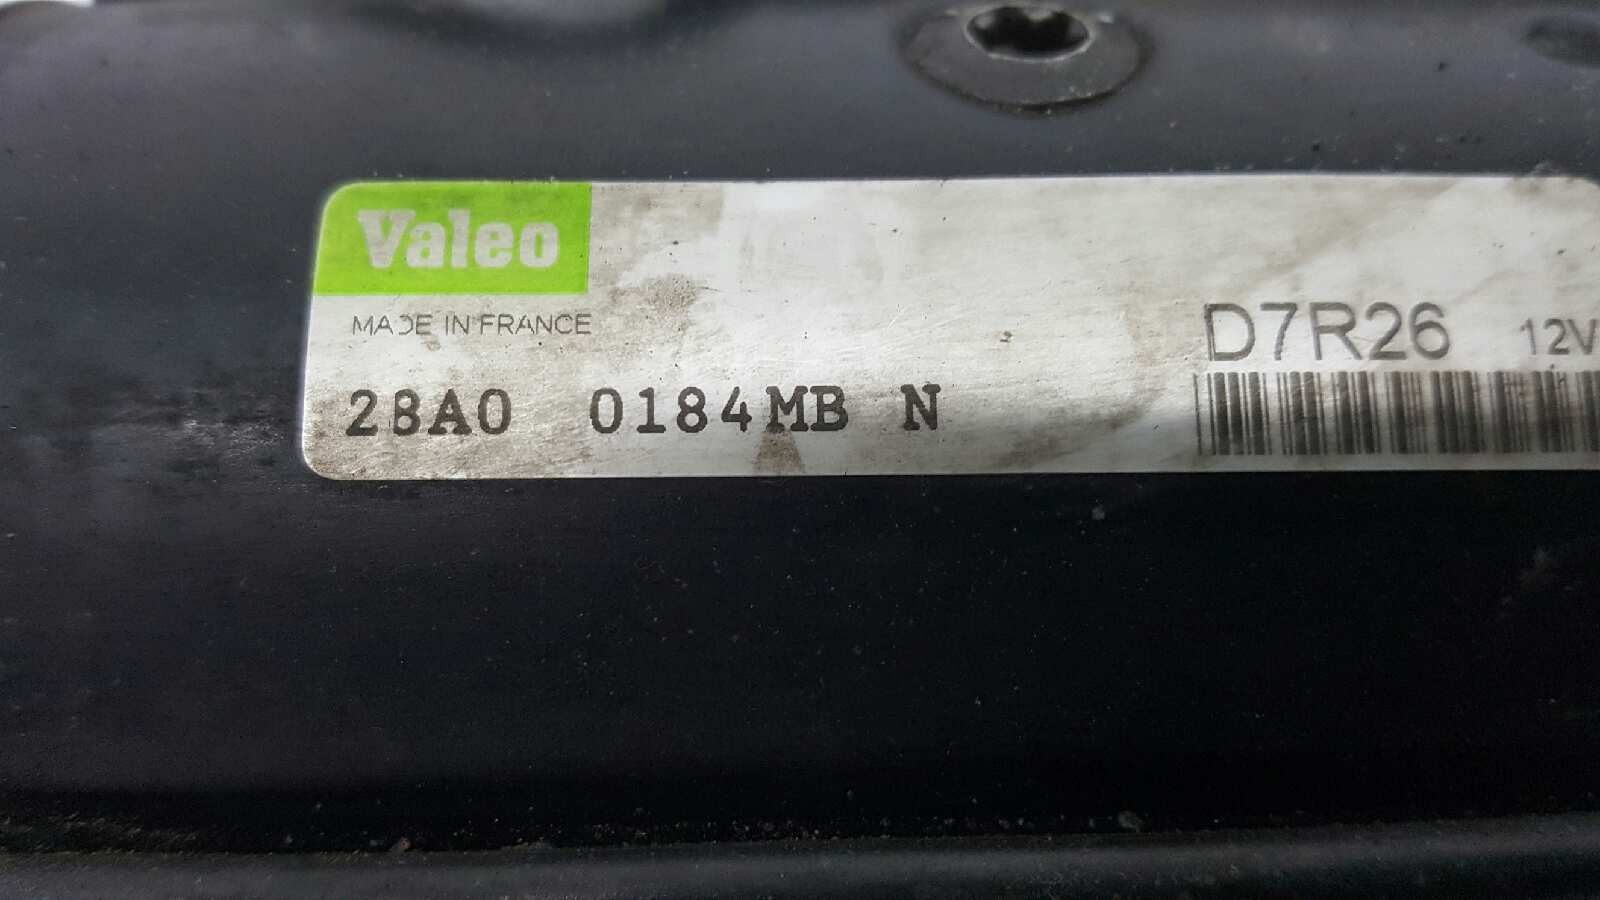 Valeo
MADE IN FRANCE
D7R26 12V
28A0 0184MB N